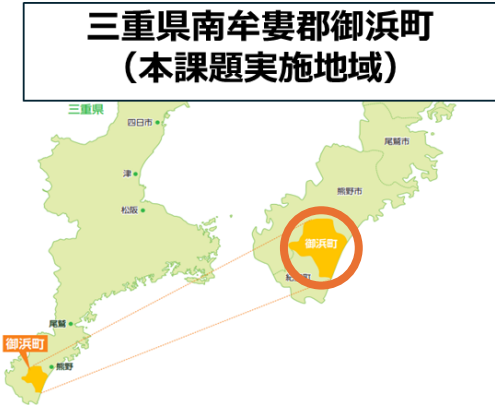 三重県南牟婁郡御浜町
（本課題実施地域）
三重県
四日市
津
松阪
尾鷲
御浜町
熊野
尾鷲市
熊野市
御浜町